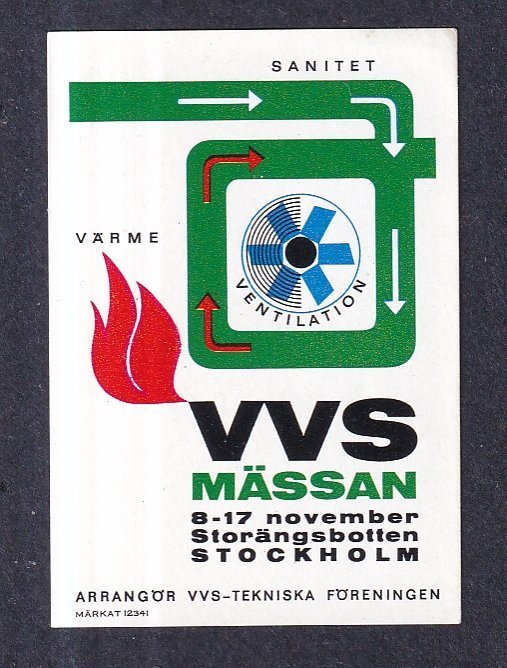 SANITET
VÄRME
VENTILATION
VVS
MÄSSAN
8-17 november
Storängsbotten
STOCKHOLM
ARRANGÖR VVS-TEKNISKA FÖRENINGEN
MÄRKAT 12341